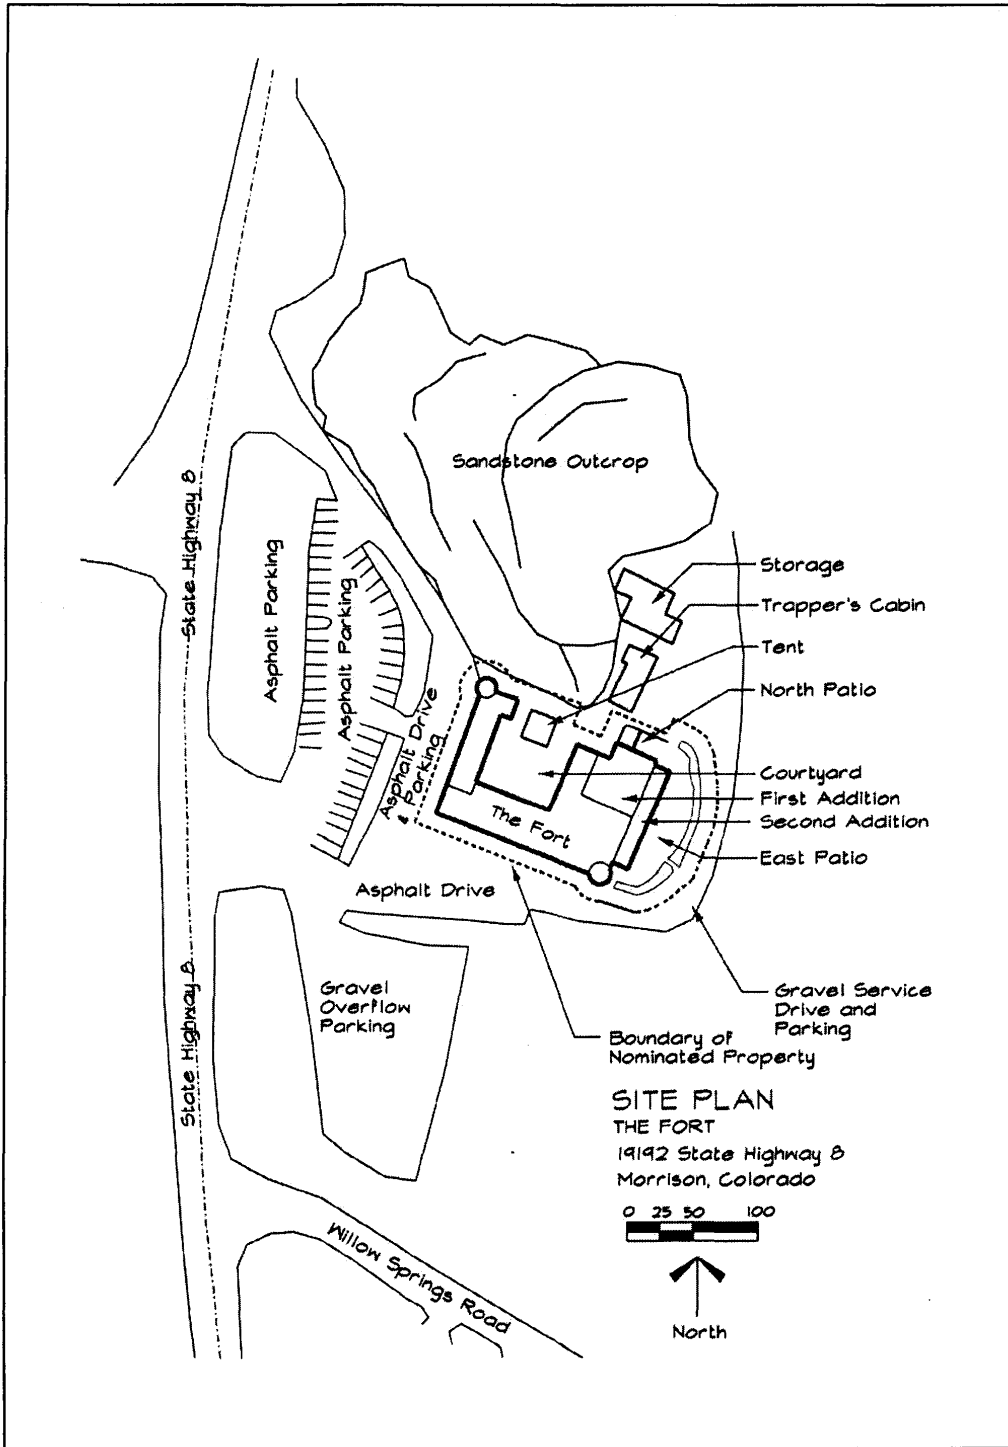 Sandstone Outcrop
State Highway 8
Asphalt Parking
Asphalt Parking
Storage
Trapper's Cabin
Tent
North Patio
Asphalt Drive
& Parking
Courtyard
First Addition
The Fort
Second Addition
East Patio
Asphalt Drive
State Highway 8
Gravel
Overflow
Parking
Gravel Service
Drive and
Parking
Boundary of
Nominated Property
SITE PLAN
THE FORT
19192 State Highway 8
Morrison, Colorado
0 25 50 100
Willow Springs Road
North